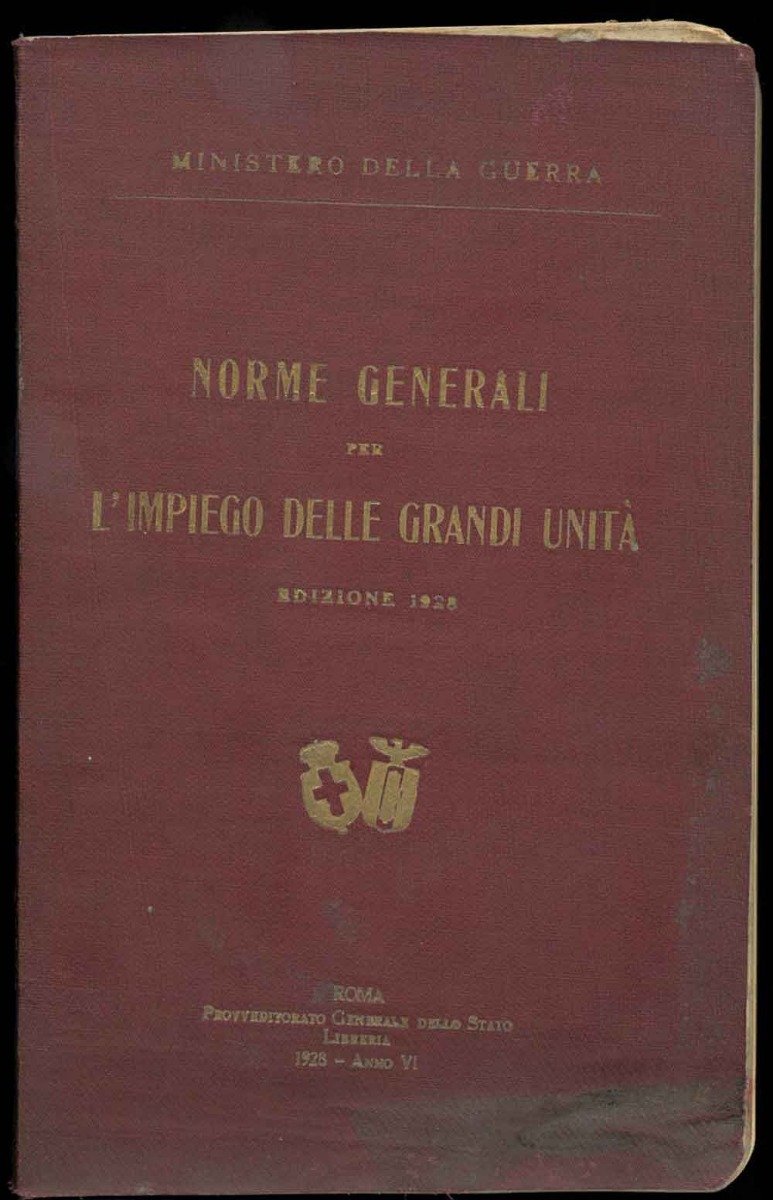 MINISTERO DELLA GUERRA
NORME GENERALI
PER
L'IMPIEGO DELLE GRANDI UNITÀ
EDIZIONE 1928
ROMA
PROVVEDITORATO GENERALE DELLO STATO
LIBRERIA
1928 – ANNO VI